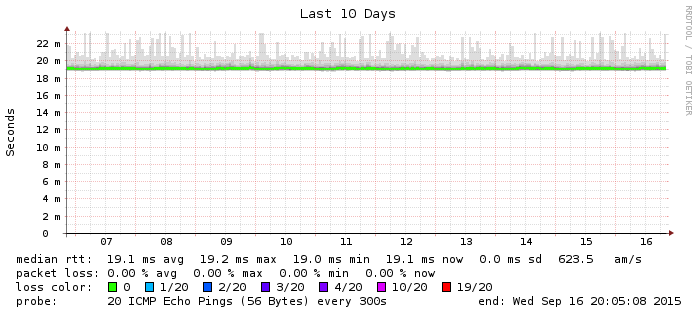 Last 10 Days
RRDTOOL / TOBI OETIKER
Seconds
22 m
20 m
18 m
16 m
14 m
12 m
10 m
8 m
6 m
4 m
2 m
0
07 08 09 10 11 12 13 14 15 16
median rtt: 19.1 ms avg 19.2 ms max 19.0 ms min 19.1 ms now 0.0 ms sd 623.5 am/s
packet loss: 0.00 % avg 0.00 % max 0.00 % min 0.00 % now
loss color: 0 1/20 2/20 3/20 4/20 10/20 19/20
probe: 20 ICMP Echo Pings (56 Bytes) every 300s end: Wed Sep 16 20:05:08 2015